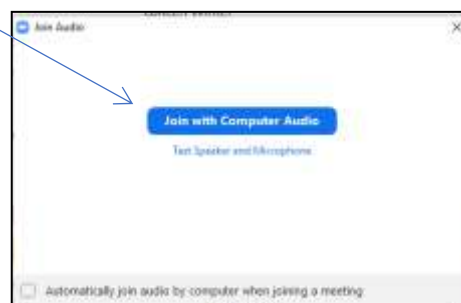 Join Audio
Join with Computer Audio
Test Speaker and Microphone
Automatically join audio by computer when joining a meeting